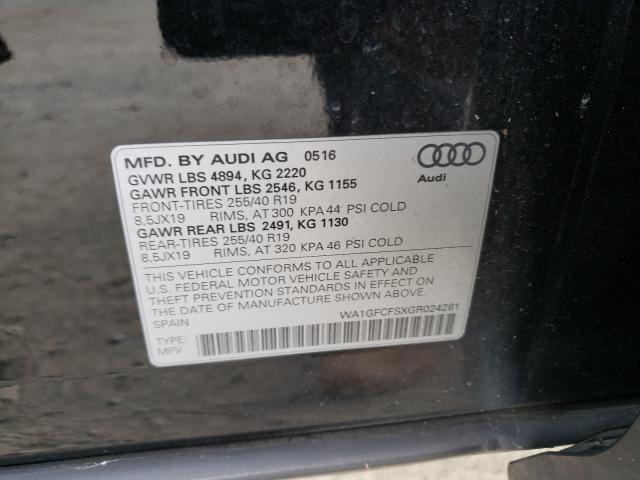 MFD. BY AUDI AG 0516
GVWR LBS 4894, KG 2220
GAWR FRONT LBS 2546, KG 1155
FRONT-TIRES 255/40 R19
8,5JX19 RIMS, AT 300 KPA 44 PSI COLD
GAWR REAR LBS 2491, KG 1130
REAR-TIRES 255/40 R19
8,5JX19 RIMS, AT 320 KPA 46 PSI COLD
Audi
THIS VEHICLE CONFORMS TO ALL APPLICABLE
U.S. FEDERAL MOTOR VEHICLE SAFETY AND
THEFT PREVENTION STANDARDS IN EFFECT ON
THE DATE OF MANUFACTURE SHOWN ABOVE.
SPAIN
WA1GFCFSXGR024281
TYPE:
MPV